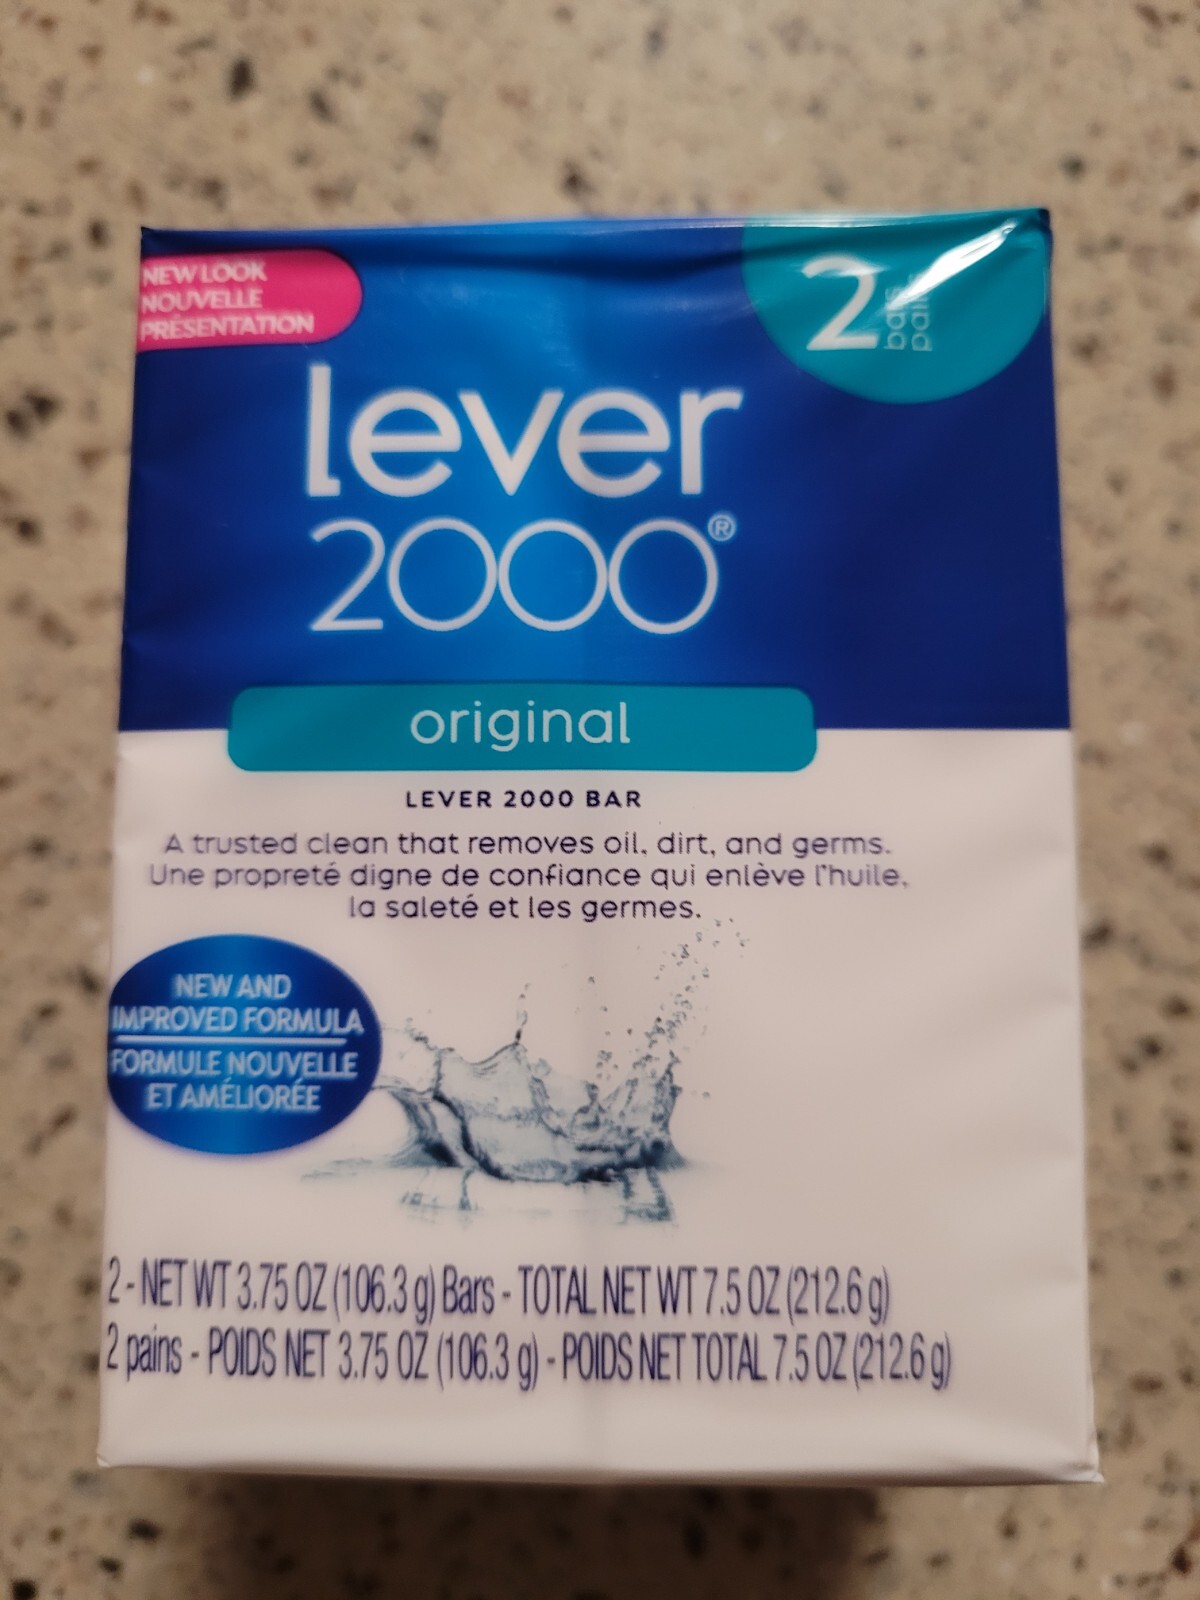 NEW LOOK
NOUVELLE
PRÉSENTATION
2 bars
pains
lever
2000®
original
LEVER 2000 BAR
A trusted clean that removes oil, dirt, and germs.
Une propreté digne de confiance qui enlève l'huile,
la saleté et les germes.
NEW AND
IMPROVED FORMULA
FORMULE NOUVELLE
ET AMÉLIORÉE
2 - NET WT 3.75 OZ (106.3 g) Bars - TOTAL NET WT 7.5 OZ (212.6 g)
2 pains - POIDS NET 3.75 OZ (106.3 g) - POIDS NET TOTAL 7.5 OZ (212.6 g)